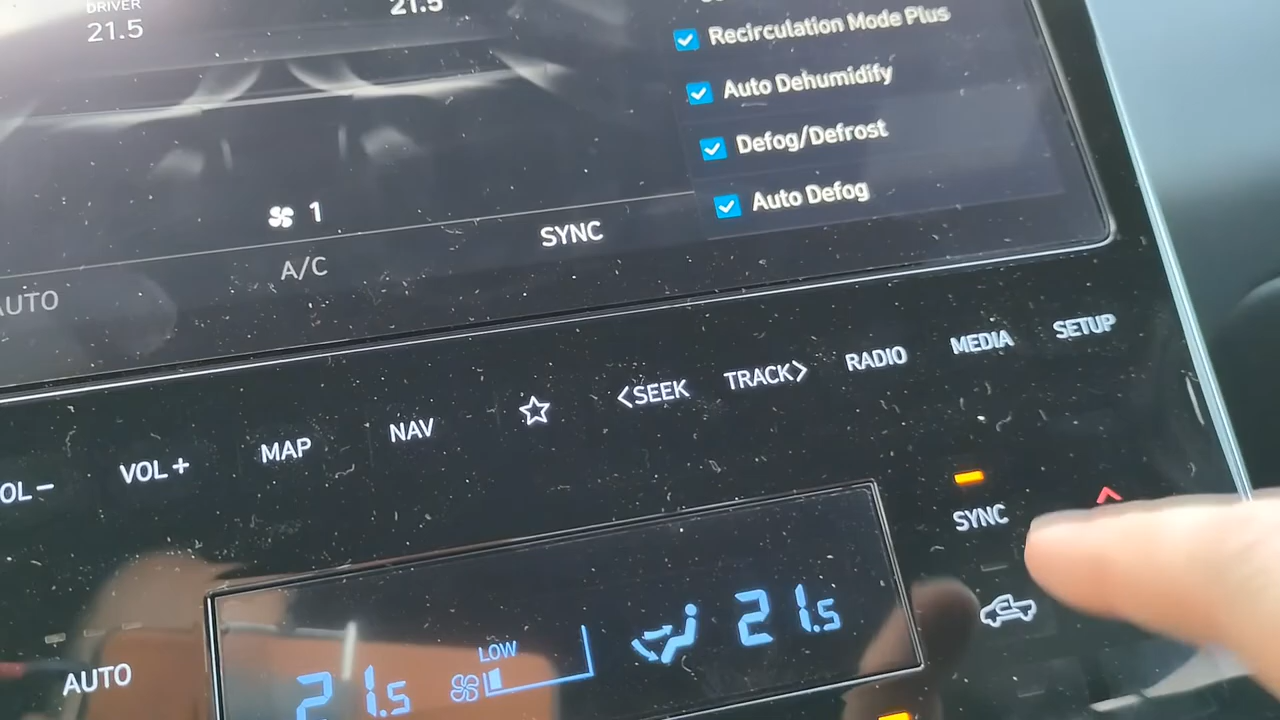 DRIVER
21.5
21.5
Recirculation Mode Plus
Auto Dehumidify
Defog/Defrost
Auto Defog
1
SYNC
A/C
AUTO
<SEEK
TRACK>
RADIO
MEDIA
SETUP
OL −
VOL +
MAP
NAV
SYNC
AUTO
21.5
LOW
21.5